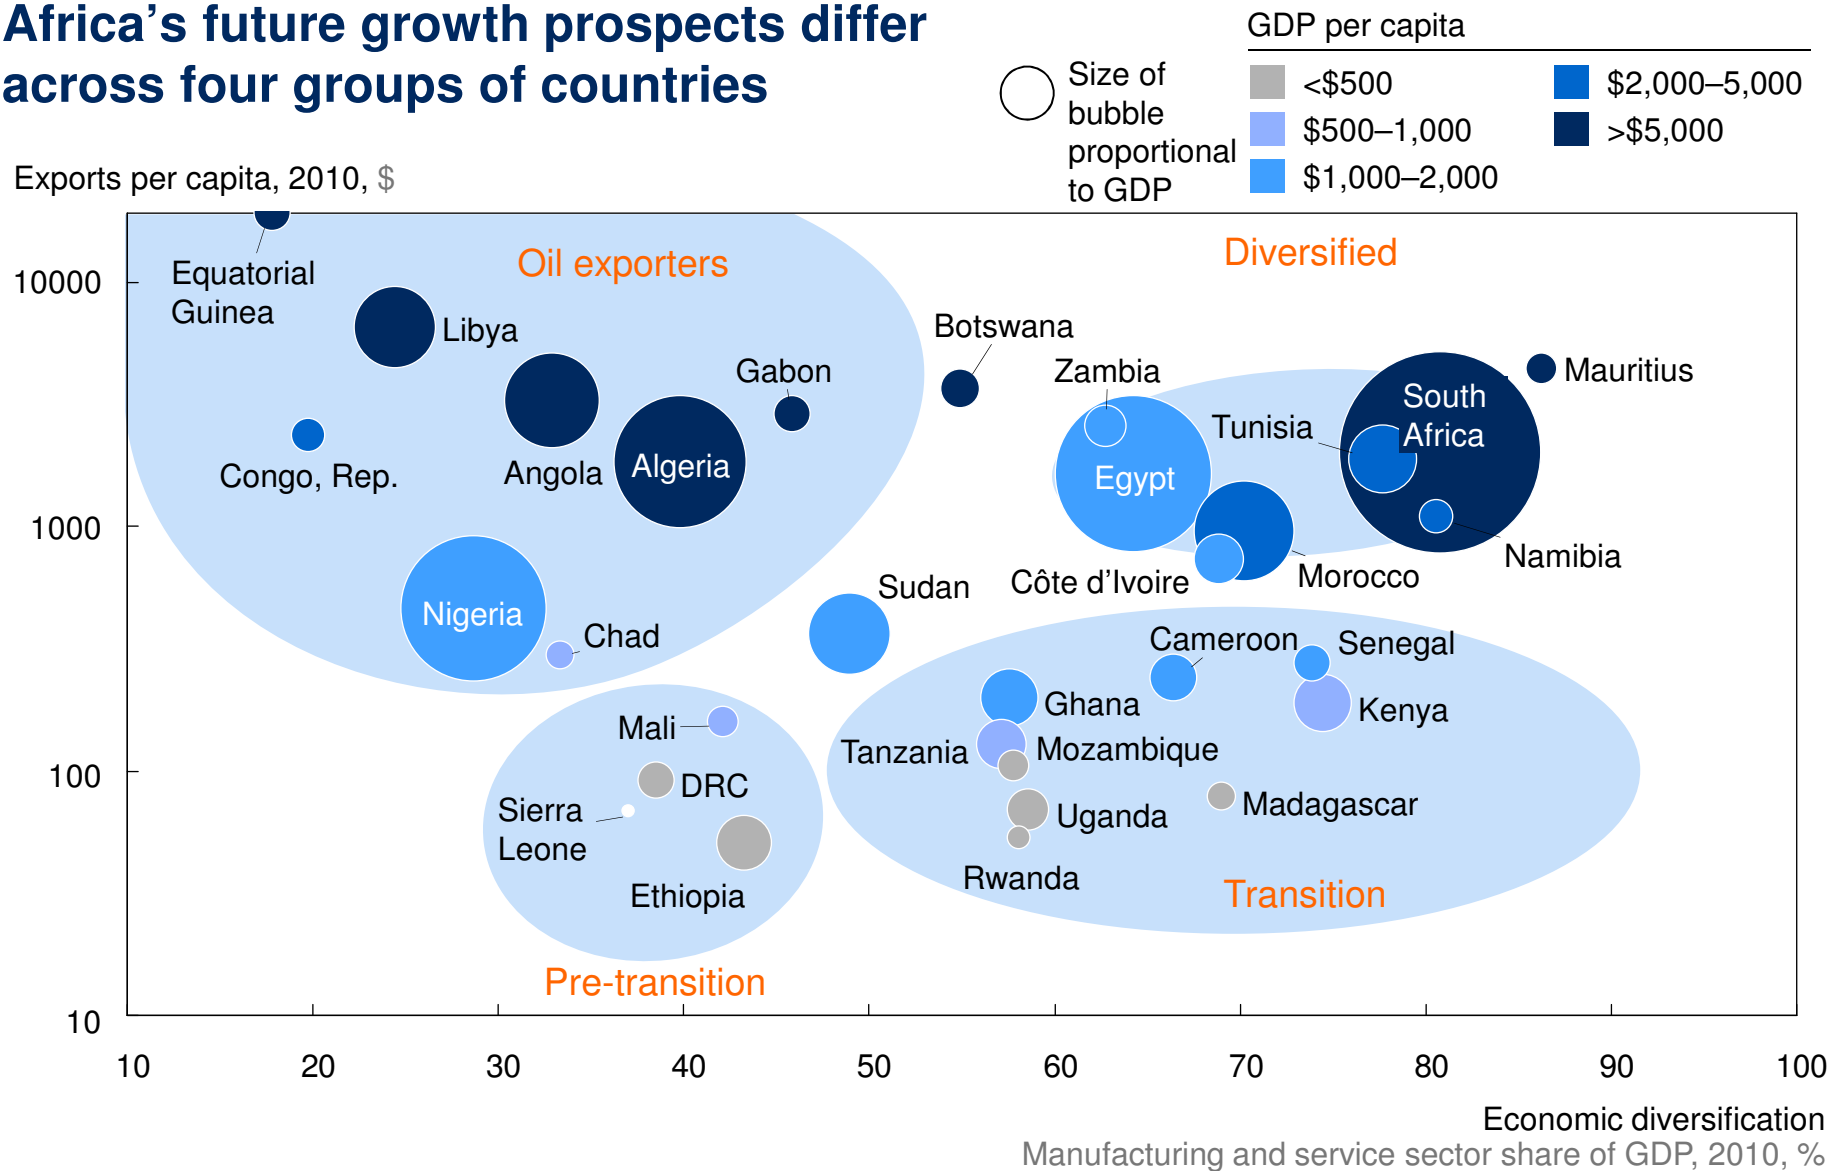 Africa's future growth prospects differ
across four groups of countries
GDP per capita
Size of
bubble
proportional
to GDP
<$500
$500–1,000
$1,000–2,000
$2,000–5,000
>$5,000
Exports per capita, 2010, $
Oil exporters
Diversified
Equatorial
Guinea
10000
Libya
Botswana
Gabon
Zambia
Mauritius
South
Africa
Tunisia
Congo, Rep.
Angola
Algeria
Egypt
1000
Namibia
Côte d'Ivoire
Morocco
Sudan
Nigeria
Chad
Cameroon
Senegal
Ghana
Kenya
Mali
Tanzania
Mozambique
100
DRC
Sierra
Leone
Madagascar
Uganda
Rwanda
Ethiopia
Transition
Pre-transition
10
10 20 30 40 50 60 70 80 90 100
Economic diversification
Manufacturing and service sector share of GDP, 2010, %